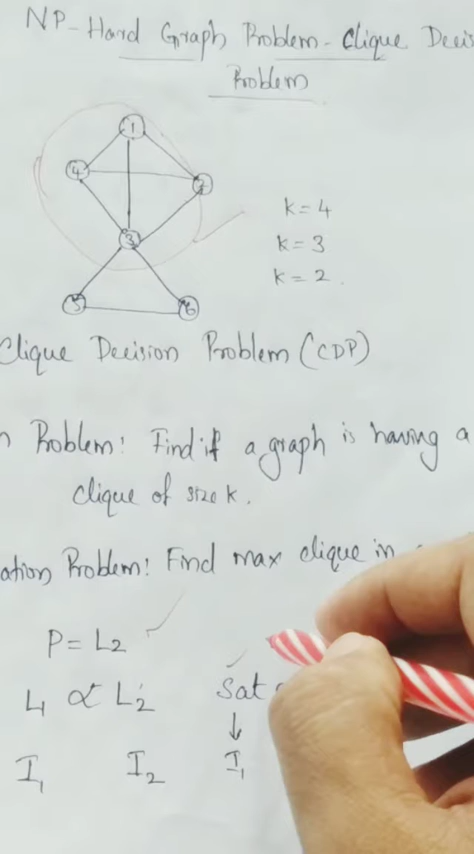 NP-Hard Graph Problem - Clique Decis
Problem
1
4
2
3
5
6
K=4
K=3
K=2.
Clique Decision Problem (CDP)
n Problem: Find if a graph is having a
clique of size K.
ation Problem: Find max clique in
P = L2
L1 ∝ L2
Sat
↓
I1 I2 I1